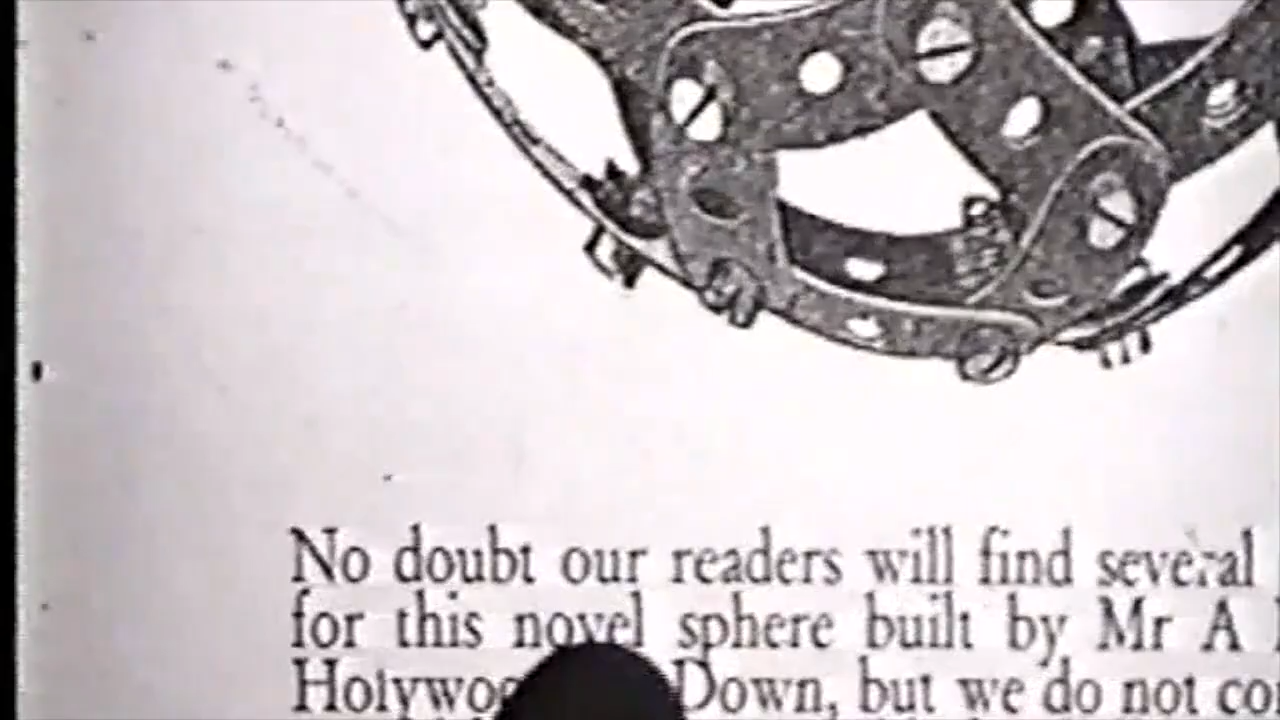 No doubt our readers will find several
for this novel sphere built by Mr A
Down, but we do not